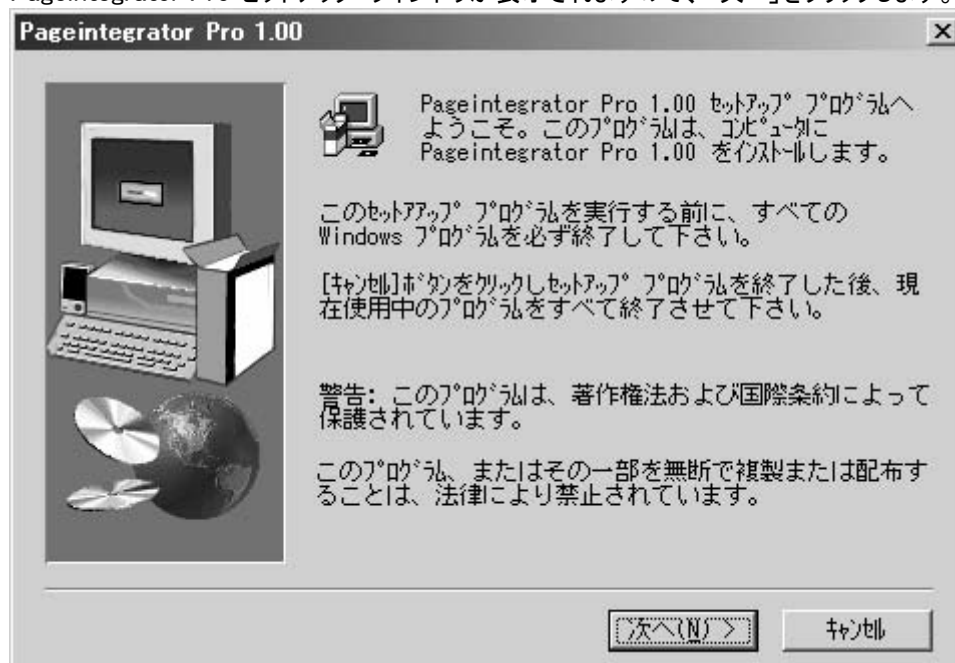 Pageintegrator Pro 1.00
Pageintegrator Pro 1.00 ｾｯﾄｱｯﾌﾟ ﾌﾟﾛｸﾞﾗﾑへ
ようこそ。このﾌﾟﾛｸﾞﾗﾑは、ｺﾝﾋﾟｭｰﾀに
Pageintegrator Pro 1.00 をｲﾝｽﾄｰﾙします。
このｾｯﾄｱｱｯﾌﾟ ﾌﾟﾛｸﾞﾗﾑを実行する前に、すべての
Windows ﾌﾟﾛｸﾞﾗﾑを必ず終了して下さい。
[ｷｬﾝｾﾙ]ﾎﾞﾀﾝをｸﾘｯｸしｾｯﾄｱｯﾌﾟ ﾌﾟﾛｸﾞﾗﾑを終了した後、現
在使用中のﾌﾟﾛｸﾞﾗﾑをすべて終了させて下さい。
警告: このﾌﾟﾛｸﾞﾗﾑは、著作権法および国際条約によって
保護されています。
このﾌﾟﾛｸﾞﾗﾑ、またはその一部を無断で複製または配布す
ることは、法律により禁止されています。
次へ(N) >
ｷｬﾝｾﾙ